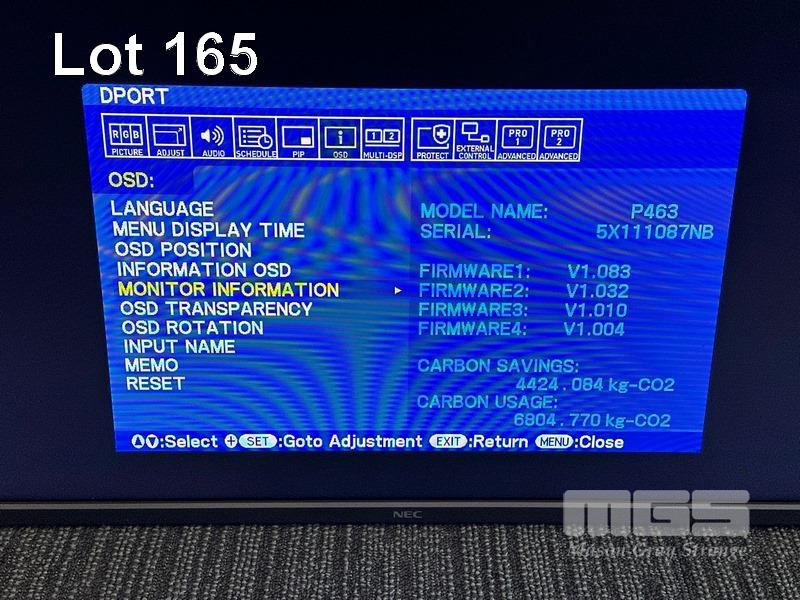 Lot 165
DPORT
RGB
1 2
PRO 1
PRO 2
PICTURE ADJUST AUDIO SCHEDULE PIP OSD MULTI-DSP PROTECT EXTERNAL CONTROL ADVANCED ADVANCED
OSD:
LANGUAGE
MENU DISPLAY TIME
OSD POSITION
INFORMATION OSD
MONITOR INFORMATION
OSD TRANSPARENCY
OSD ROTATION
INPUT NAME
MEMO
RESET
MODEL NAME: P463
SERIAL: 5X111087NB
FIRMWARE1: V1.083
FIRMWARE2: V1.032
FIRMWARE3: V1.010
FIRMWARE4: V1.004
CARBON SAVINGS:
4424.084 kg-CO2
CARBON USAGE:
6804.770 kg-CO2
:Select SET:Goto Adjustment EXIT:Return MENU:Close
NEC
MGS
Mason Gray Strange